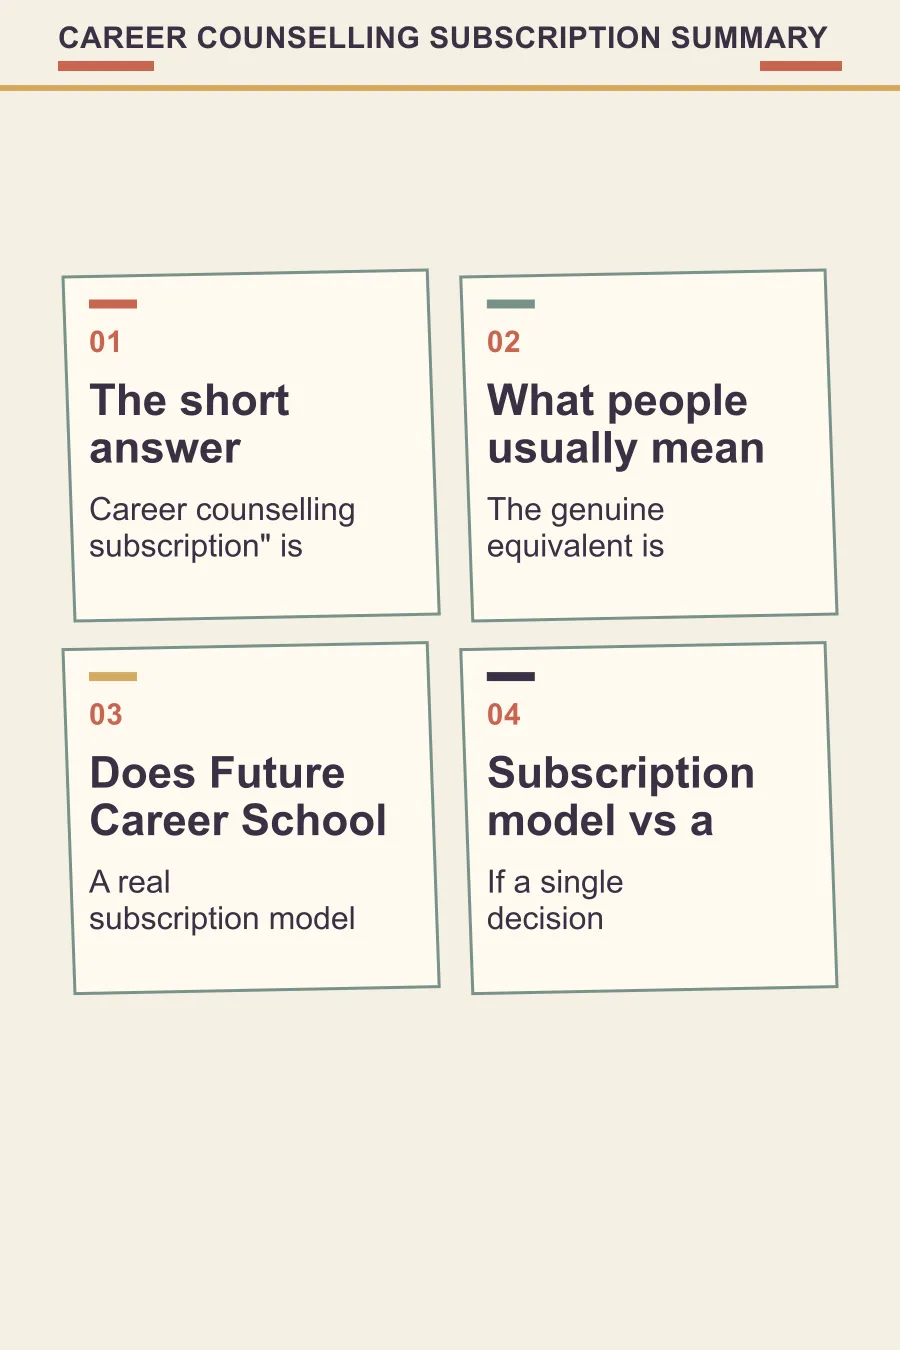 CAREER COUNSELLING SUBSCRIPTION SUMMARY
01
The short
answer
Career counselling
subscription" is
02
What people
usually mean
The genuine
equivalent is
03
Does Future
Career School
A real
subscription model
04
Subscription
model vs a
If a single
decision